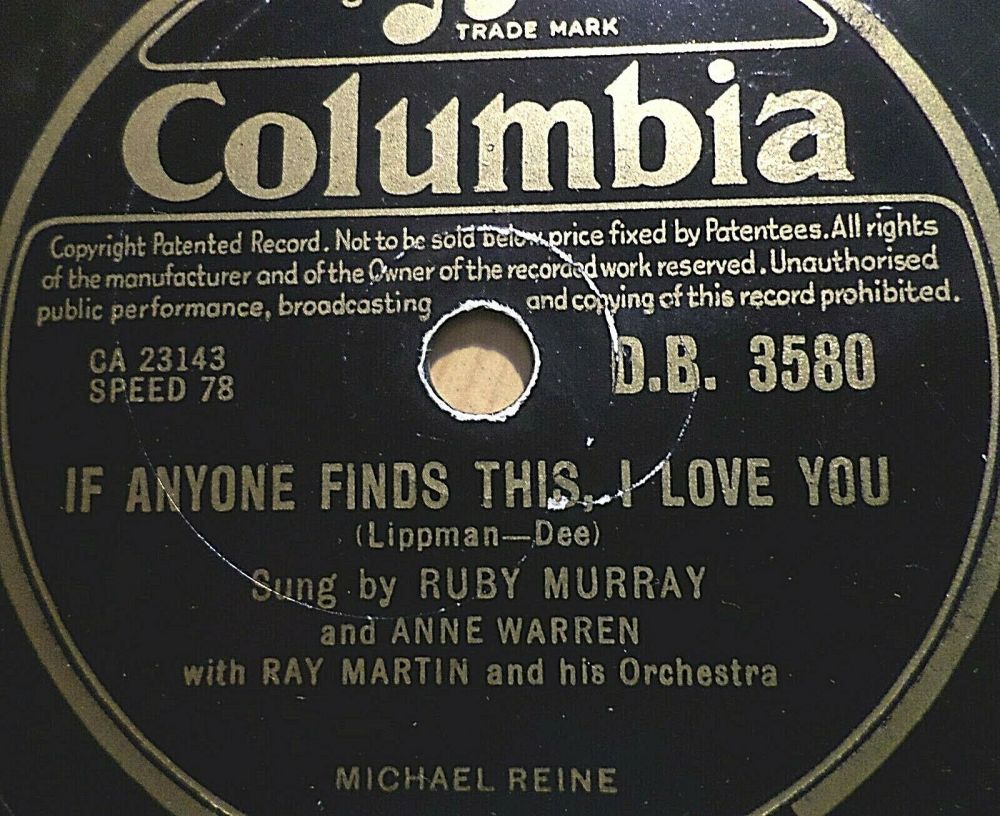 TRADE MARK
Columbia
Copyright Patented Record. Not to be sold below price fixed by Patentees. All rights
of the manufacturer and of the Owner of the recorded work reserved. Unauthorised
public performance, broadcasting and copying of this record prohibited.
CA 23143
SPEED 78
D.B. 3580
IF ANYONE FINDS THIS, I LOVE YOU
(Lippman—Dee)
Sung by RUBY MURRAY
and ANNE WARREN
with RAY MARTIN and his Orchestra
MICHAEL REINE